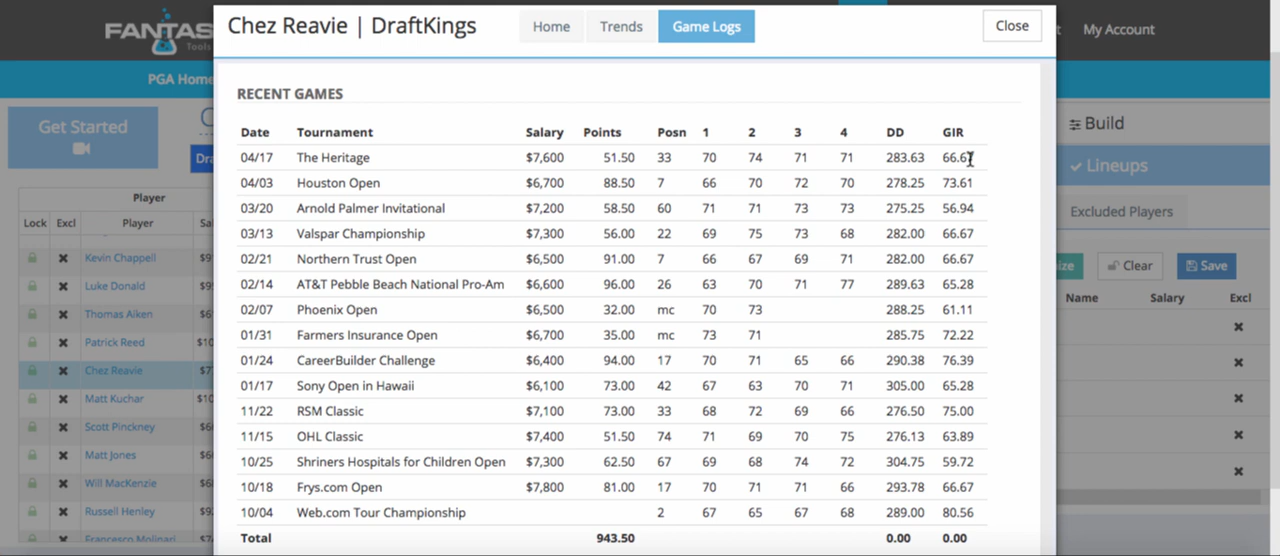 FANTAS
Tools
Chez Reavie | DraftKings
Home
Trends
Game Logs
Close
My Account
PGA Home
Get Started
RECENT GAMES
Date Tournament Salary Points Posn 1 2 3 4 DD GIR
04/17 The Heritage $7,600 51.50 33 70 74 71 71 283.63 66.67
04/03 Houston Open $6,700 88.50 7 66 70 72 70 278.25 73.61
03/20 Arnold Palmer Invitational $7,200 58.50 60 71 71 73 73 275.25 56.94
03/13 Valspar Championship $7,300 56.00 22 69 75 73 68 282.00 66.67
02/21 Northern Trust Open $6,500 91.00 7 66 67 69 71 282.00 66.67
02/14 AT&T Pebble Beach National Pro-Am $6,600 96.00 26 63 70 71 77 289.63 65.28
02/07 Phoenix Open $6,500 32.00 mc 70 73 288.25 61.11
01/31 Farmers Insurance Open $6,700 35.00 mc 73 71 285.75 72.22
01/24 CareerBuilder Challenge $6,400 94.00 17 70 71 65 66 290.38 76.39
01/17 Sony Open in Hawaii $6,100 73.00 42 67 63 70 71 305.00 65.28
11/22 RSM Classic $7,100 73.00 33 68 72 69 66 276.50 75.00
11/15 OHL Classic $7,400 51.50 74 71 69 70 75 276.13 63.89
10/25 Shriners Hospitals for Children Open $7,300 62.50 67 69 68 74 72 304.75 59.72
10/18 Frys.com Open $7,800 81.00 17 70 71 71 66 293.78 66.67
10/04 Web.com Tour Championship 2 67 65 67 68 289.00 80.56
Total 943.50 0.00 0.00
Player
Lock Excl Player Sal
Kevin Chappell $9
Luke Donald $9
Thomas Aiken $6
Patrick Reed $10
Chez Reavie $7
Matt Kuchar $10
Scott Pinckney $6
Matt Jones $6
Will MacKenzie $6
Russell Henley $9
Francesco Molinari $7
Build
Lineups
Excluded Players
ize
Clear
Save
Name Salary Excl